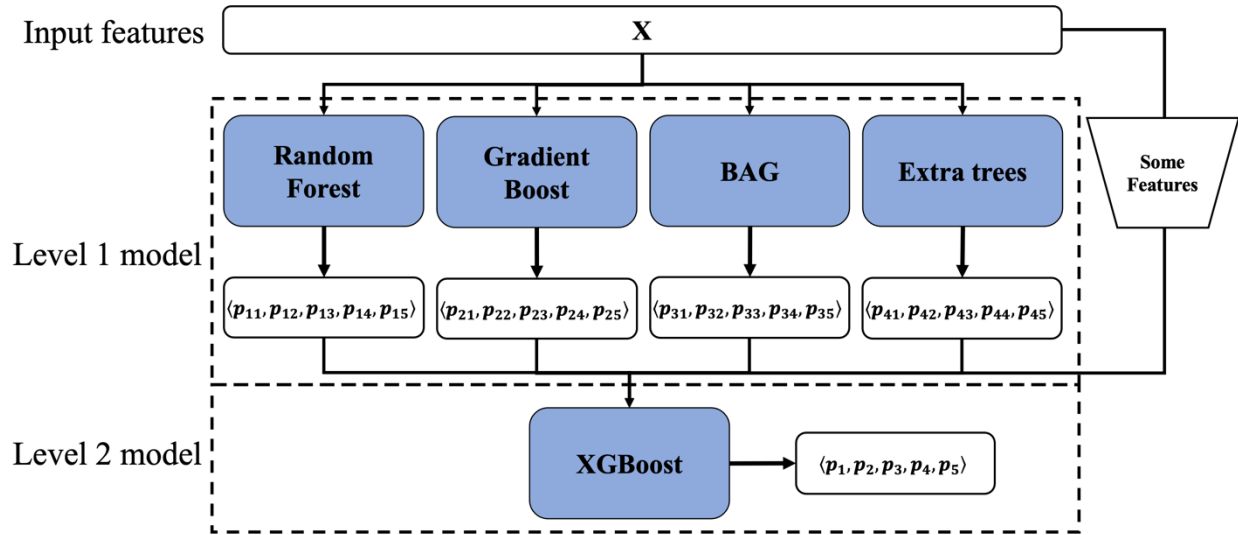 Input features
X
Random
Forest
Gradient
Boost
BAG
Extra trees
Some
Features
Level 1 model
⟨p₁₁, p₁₂, p₁₃, p₁₄, p₁₅⟩
⟨p₂₁, p₂₂, p₂₃, p₂₄, p₂₅⟩
⟨p₃₁, p₃₂, p₃₃, p₃₄, p₃₅⟩
⟨p₄₁, p₄₂, p₄₃, p₄₄, p₄₅⟩
Level 2 model
XGBoost
⟨p₁, p₂, p₃, p₄, p₅⟩